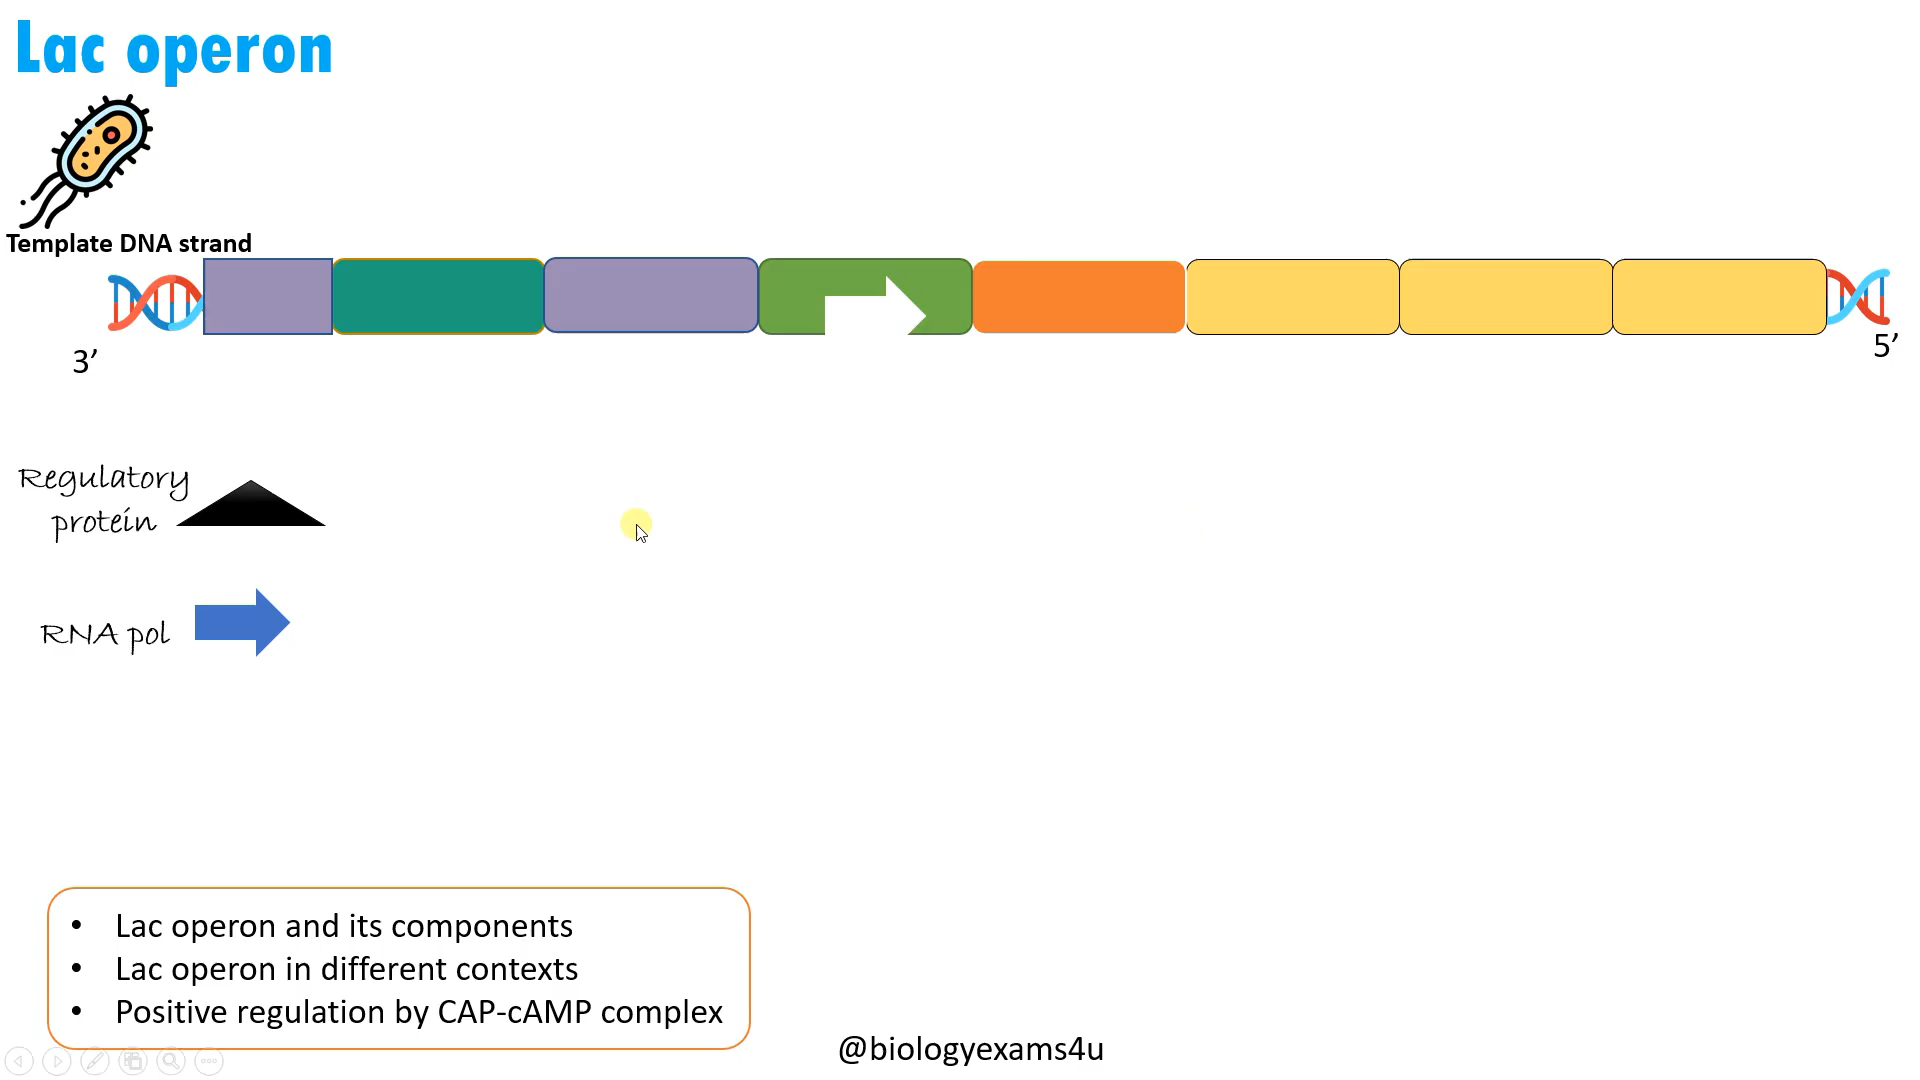 Lac operon
Template DNA strand
3’
5’
Regulatory
protein
RNA pol
• Lac operon and its components
• Lac operon in different contexts
• Positive regulation by CAP-cAMP complex
@biologyexams4u